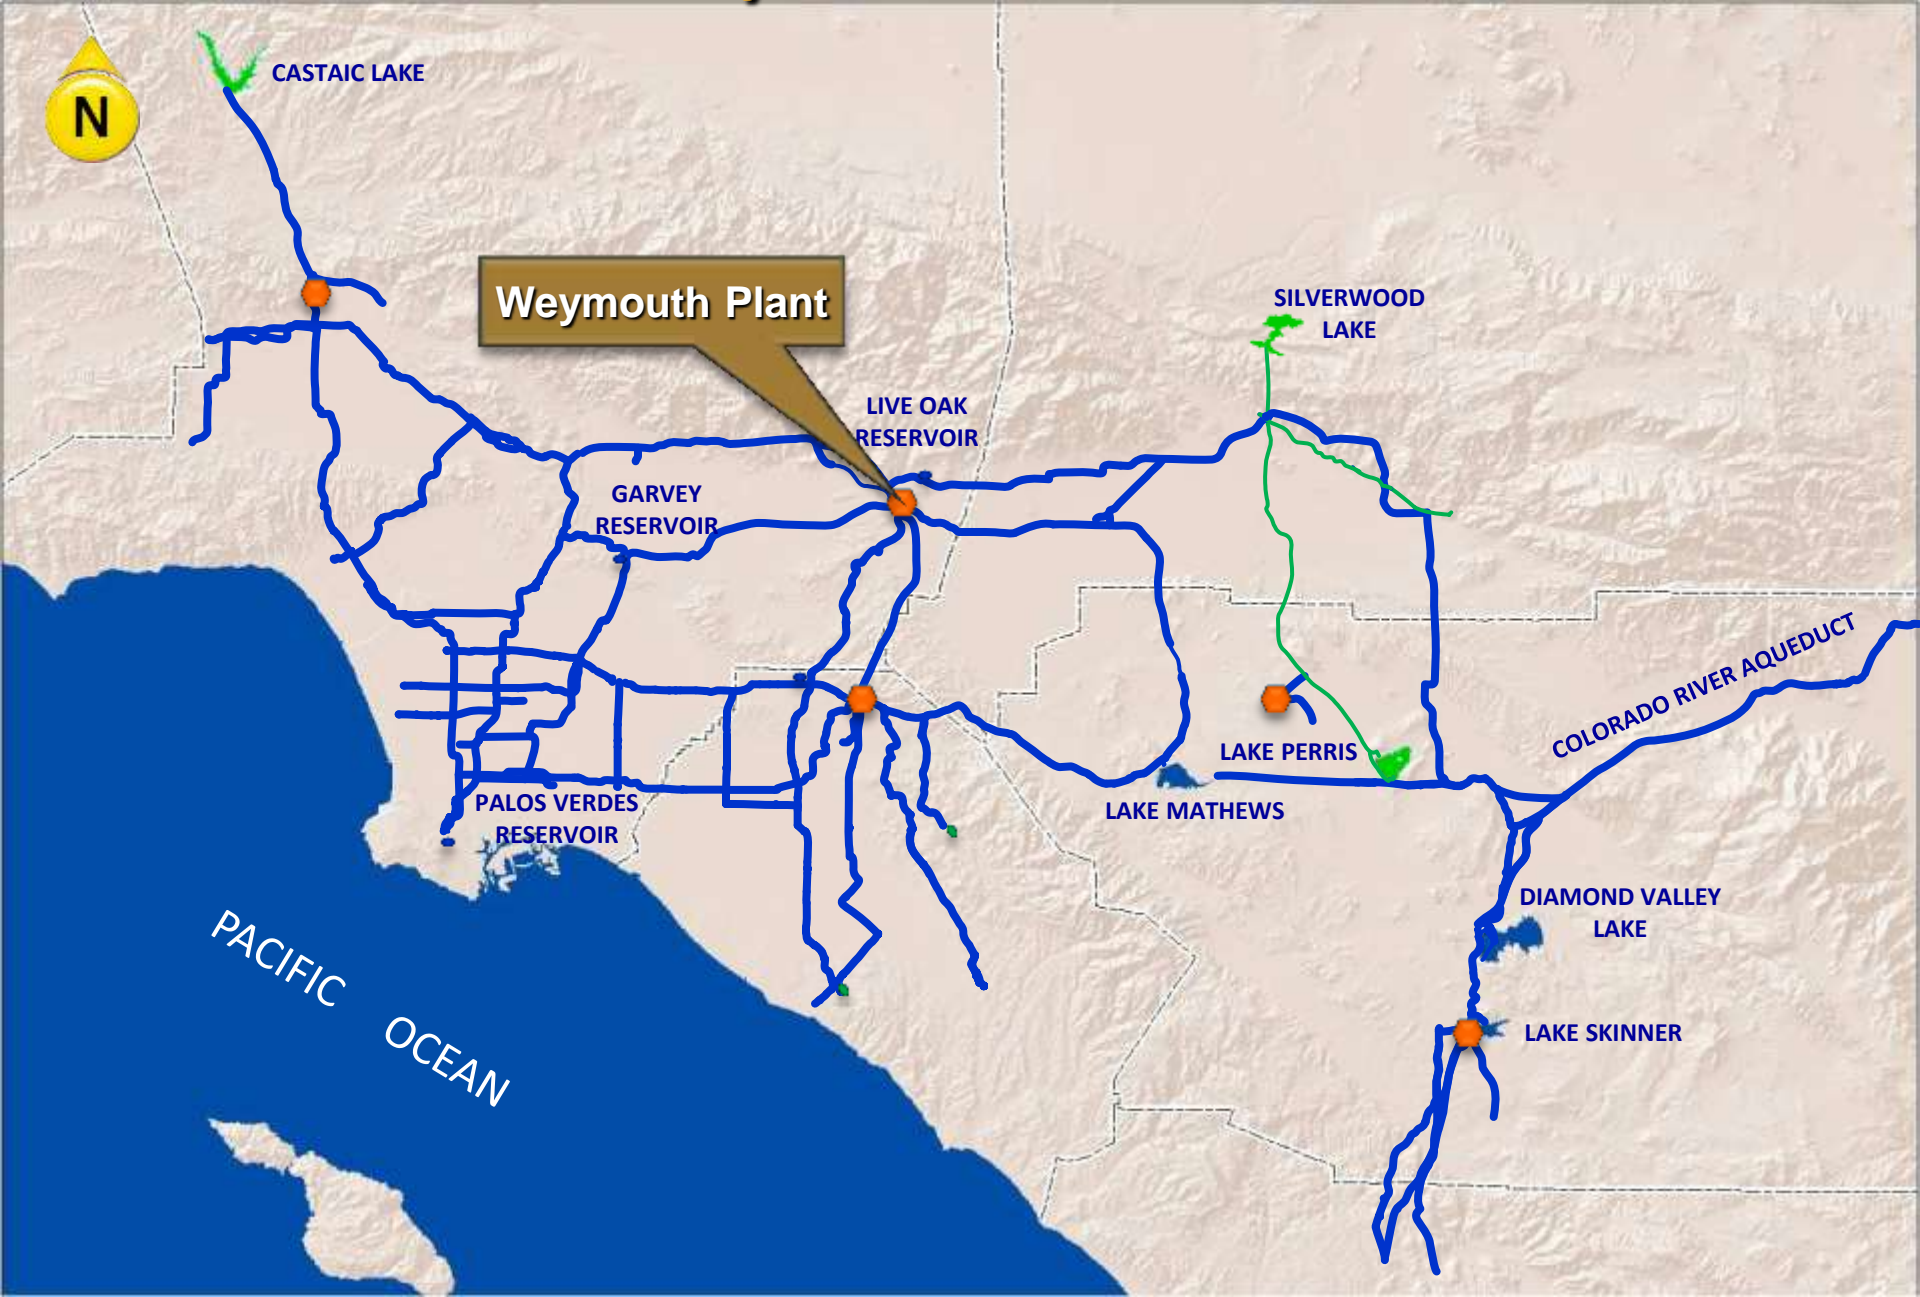 N
CASTAIC LAKE
Weymouth Plant
SILVERWOOD
LAKE
LIVE OAK
RESERVOIR
GARVEY
RESERVOIR
COLORADO RIVER AQUEDUCT
LAKE PERRIS
LAKE MATHEWS
PALOS VERDES
RESERVOIR
DIAMOND VALLEY
LAKE
PACIFIC
OCEAN
LAKE SKINNER